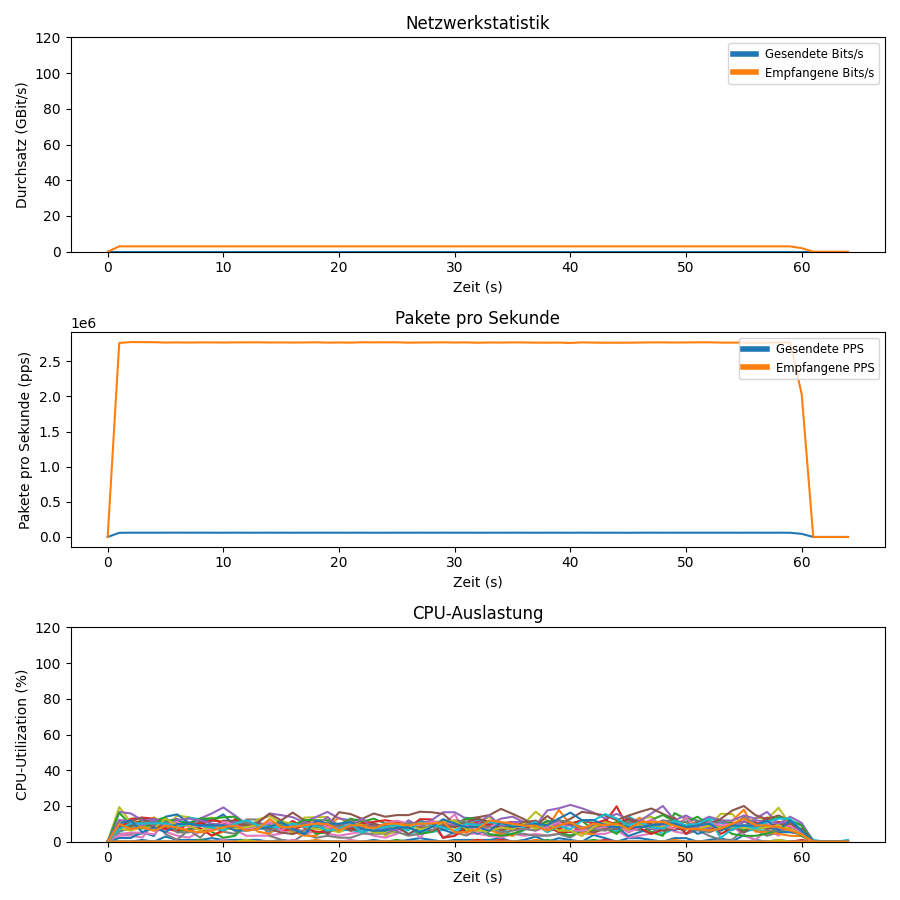 Netzwerkstatistik
120
100
80
60
40
20
0
Durchsatz (GBit/s)
Gesendete Bits/s
Empfangene Bits/s
0 10 20 30 40 50 60
Zeit (s)
Pakete pro Sekunde
1e6
2.5
2.0
1.5
1.0
0.5
0.0
Pakete pro Sekunde (pps)
Gesendete PPS
Empfangene PPS
0 10 20 30 40 50 60
Zeit (s)
CPU-Auslastung
120
100
80
60
40
20
0
CPU-Utilization (%)
0 10 20 30 40 50 60
Zeit (s)